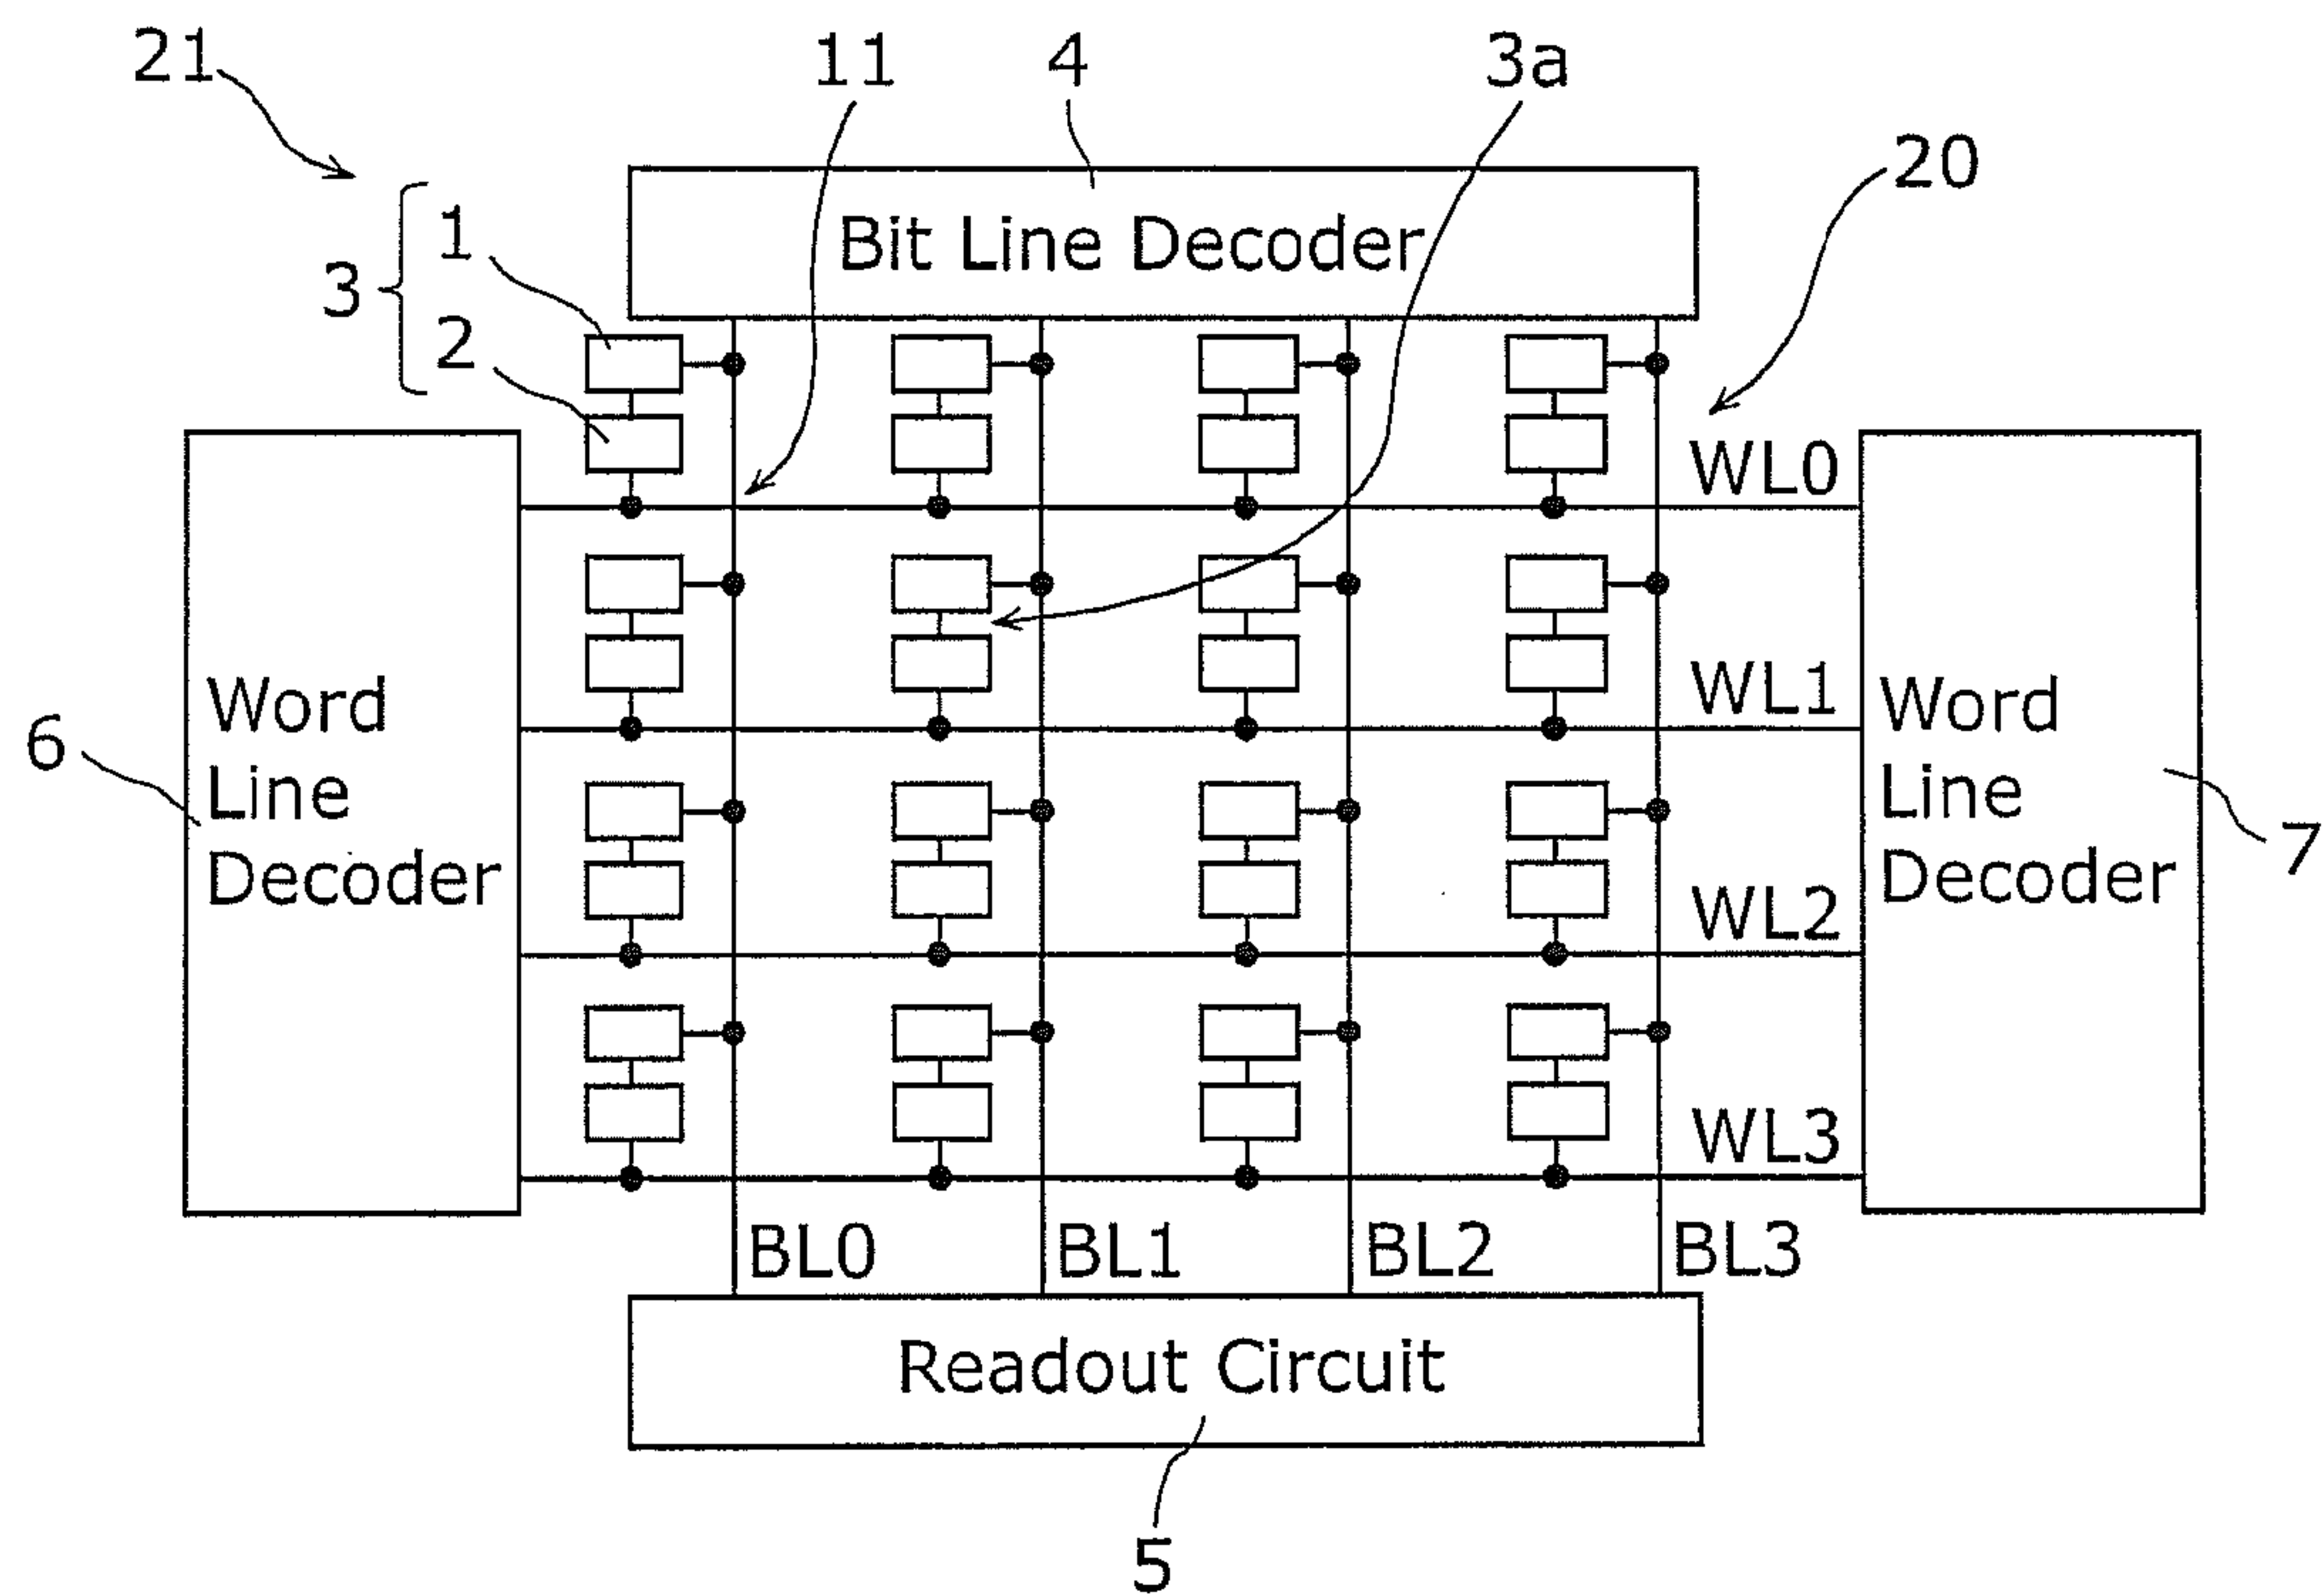 21
11
4
3a
20
3
1
2
Bit Line Decoder
WL0
WL1
WL2
WL3
6
Word
Line
Decoder
Word
Line
Decoder
7
BL0
BL1
BL2
BL3
Readout Circuit
5